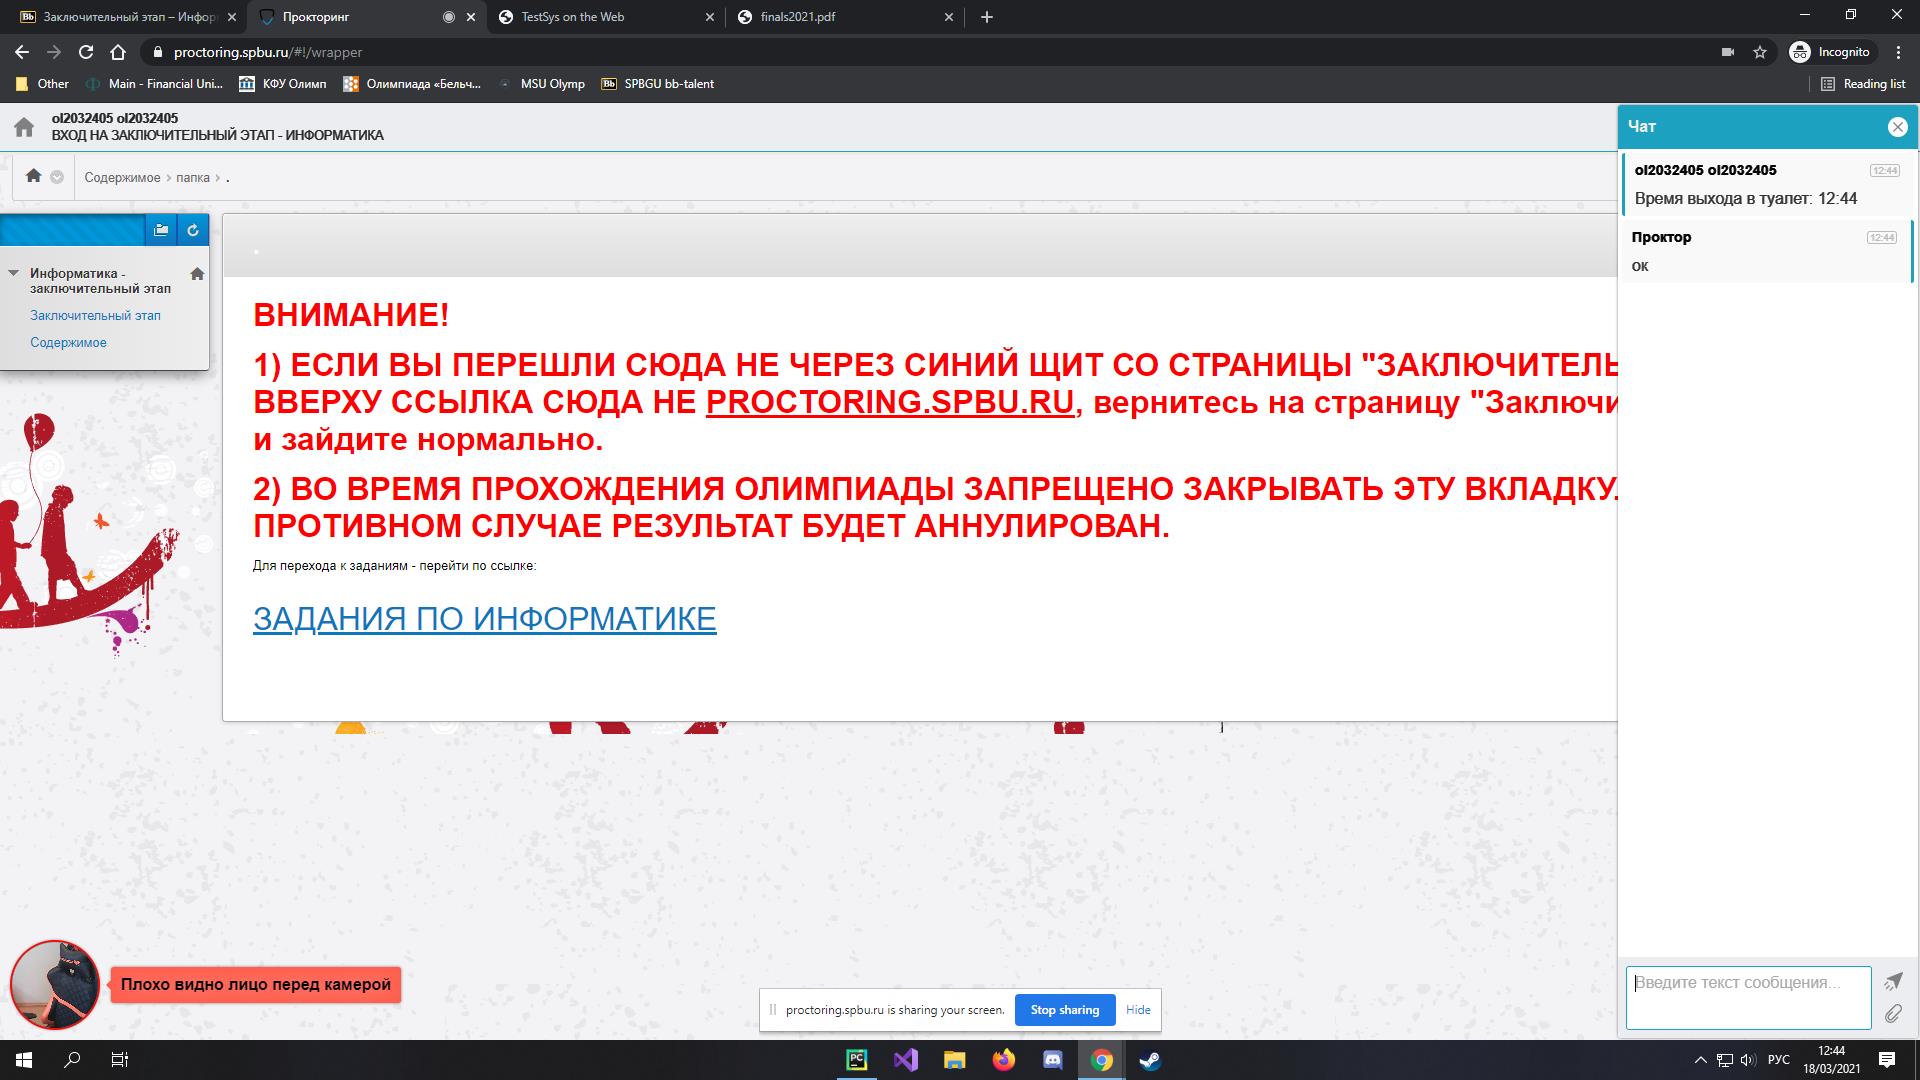 Заключительный этап – Инфор
Прокторинг
TestSys on the Web
finals2021.pdf
proctoring.spbu.ru/#!/wrapper
Incognito
Other
Main - Financial Uni...
КФУ Олимп
Олимпиада «Бельч...
MSU Olymp
SPBGU bb-talent
Reading list
ol2032405 ol2032405
ВХОД НА ЗАКЛЮЧИТЕЛЬНЫЙ ЭТАП - ИНФОРМАТИКА
Содержимое > папка > .
Информатика -
заключительный этап
Заключительный этап
Содержимое
.
ВНИМАНИЕ!
1) ЕСЛИ ВЫ ПЕРЕШЛИ СЮДА НЕ ЧЕРЕЗ СИНИЙ ЩИТ СО СТРАНИЦЫ "ЗАКЛЮЧИТЕЛЬ
ВВЕРХУ ССЫЛКА СЮДА НЕ PROCTORING.SPBU.RU, вернитесь на страницу "Заключи
и зайдите нормально.
2) ВО ВРЕМЯ ПРОХОЖДЕНИЯ ОЛИМПИАДЫ ЗАПРЕЩЕНО ЗАКРЫВАТЬ ЭТУ ВКЛАДКУ.
ПРОТИВНОМ СЛУЧАЕ РЕЗУЛЬТАТ БУДЕТ АННУЛИРОВАН.
Для перехода к заданиям - перейти по ссылке:
ЗАДАНИЯ ПО ИНФОРМАТИКЕ
Чат
ol2032405 ol2032405
12:44
Время выхода в туалет: 12:44
Проктор
12:44
ок
Введите текст сообщения...
Плохо видно лицо перед камерой
proctoring.spbu.ru is sharing your screen.
Stop sharing
Hide
РУС
12:44
18/03/2021